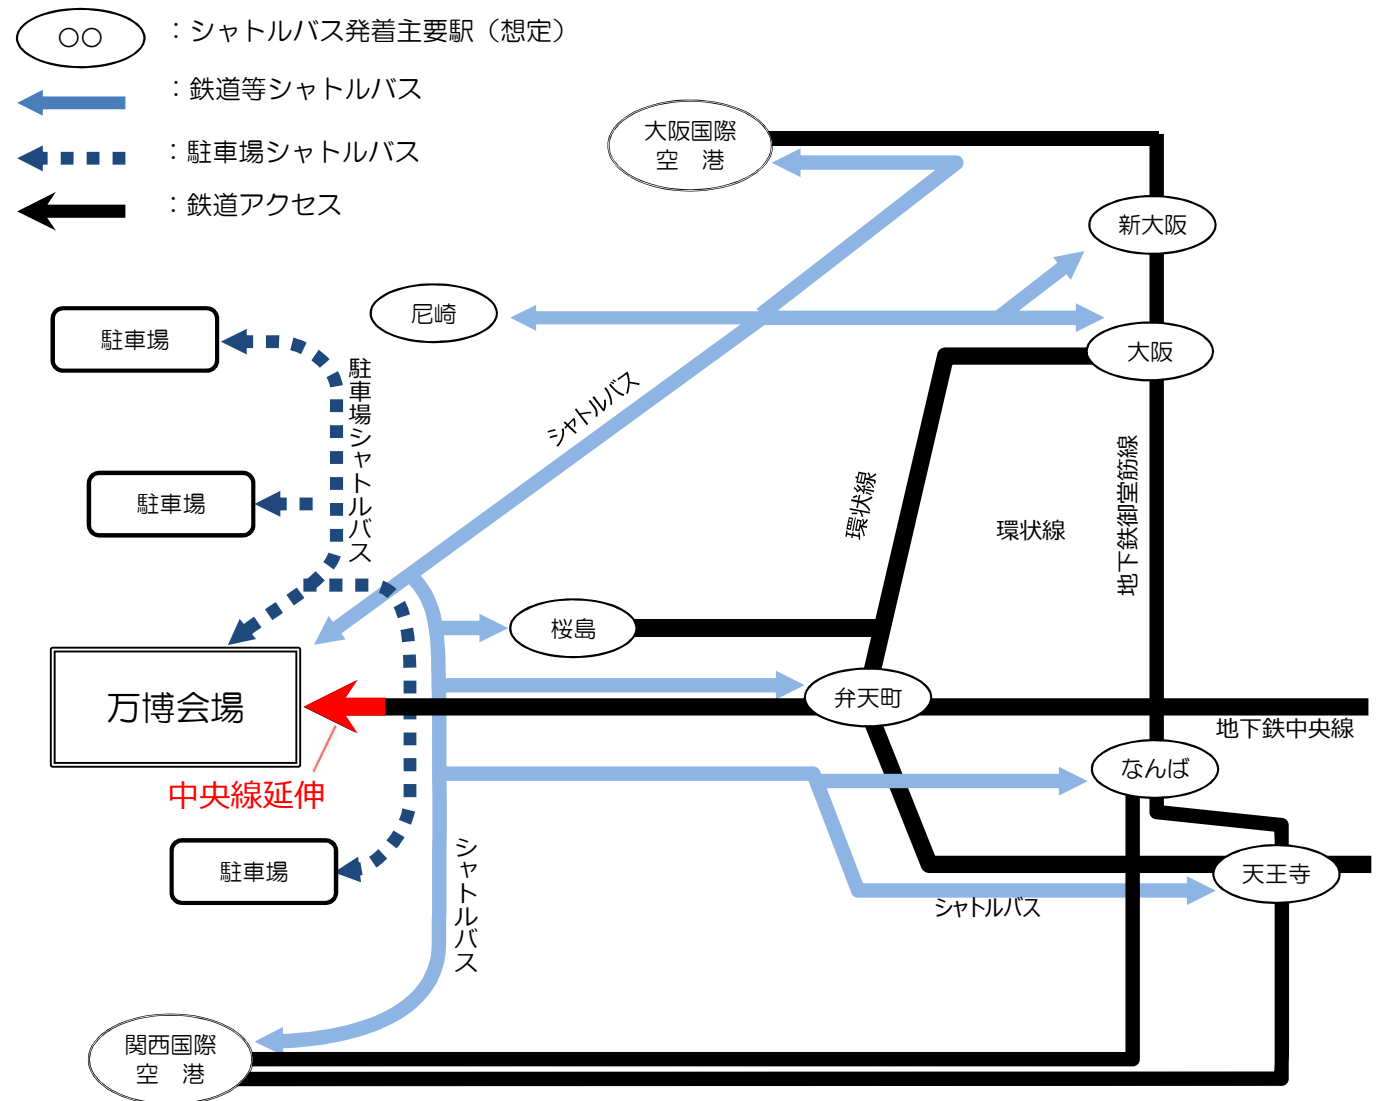 ○○
：シャトルバス発着主要駅（想定）
：鉄道等シャトルバス
：駐車場シャトルバス
：鉄道アクセス
大阪国際
空　港
新大阪
尼崎
大阪
駐車場
駐車場シャトルバス
シャトルバス
駐車場
環状線
環状線
地下鉄御堂筋線
桜島
万博会場
弁天町
地下鉄中央線
中央線延伸
なんば
駐車場
シャトルバス
天王寺
シャトルバス
関西国際
空　港